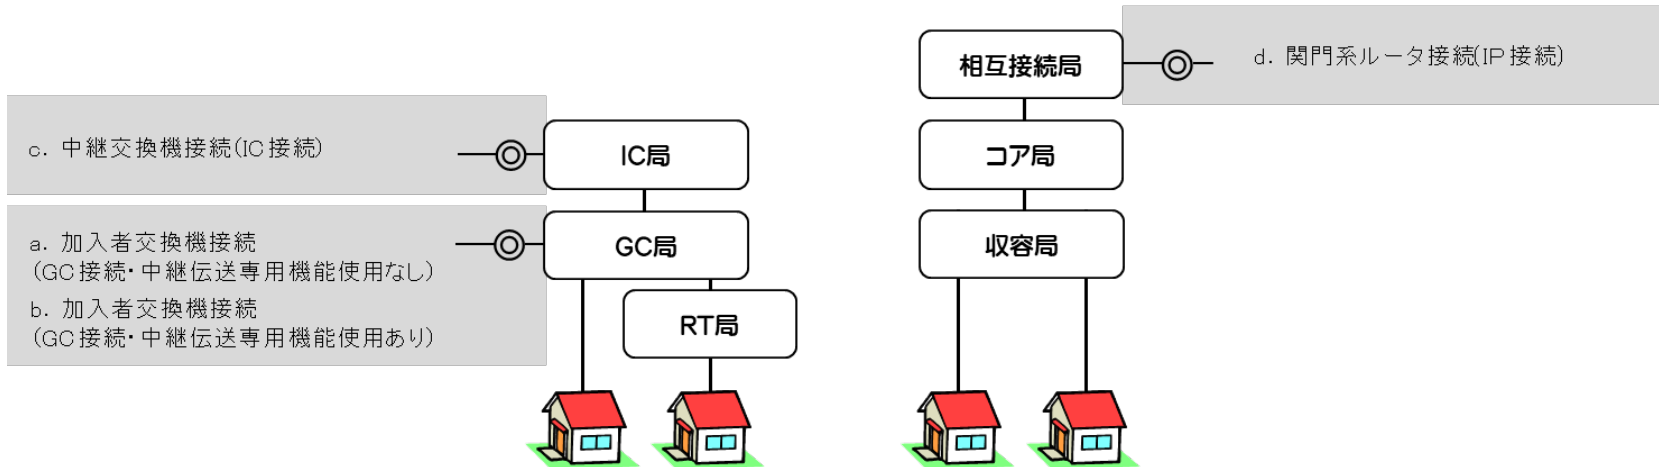 相互接続局
d. 関門系ルータ接続(IP接続)
c. 中継交換機接続(IC接続)
IC局
コア局
a. 加入者交換機接続
(GC接続・中継伝送専用機能使用なし)
b. 加入者交換機接続
(GC接続・中継伝送専用機能使用あり)
GC局
収容局
RT局